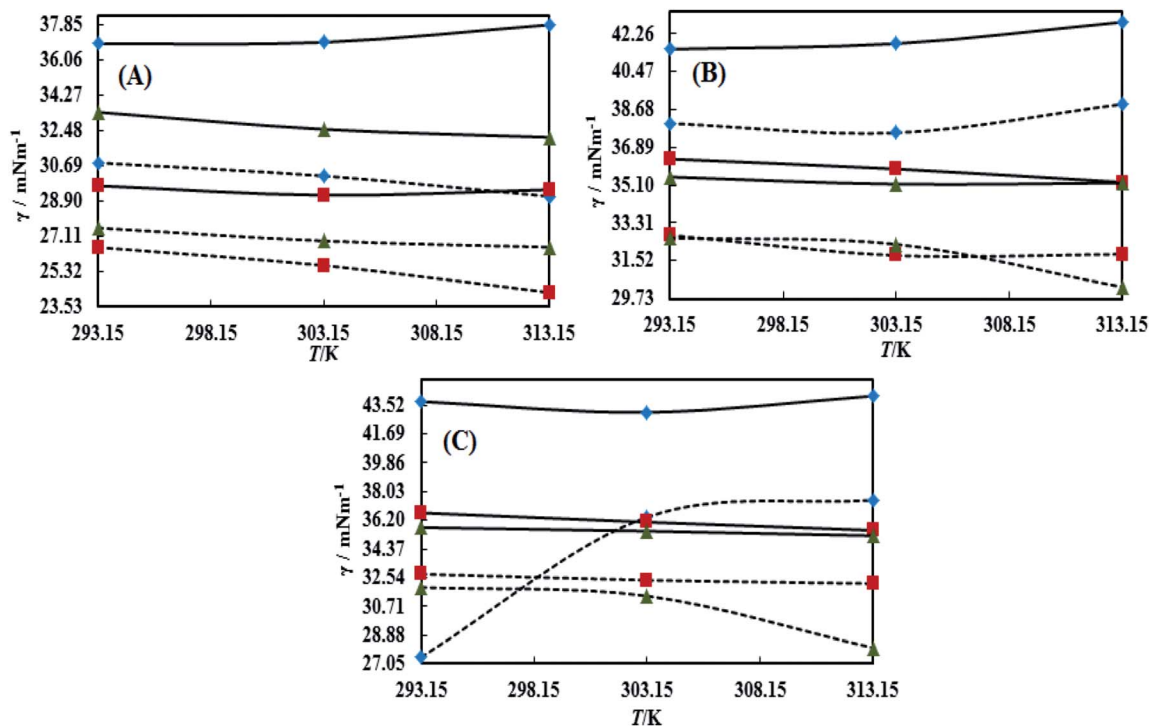 37.85
36.06
34.27
32.48
30.69
28.90
27.11
25.32
23.53
γ / mNm-1
(A)
293.15 298.15 303.15 308.15 313.15
T/K
42.26
40.47
38.68
36.89
35.10
33.31
31.52
29.73
γ / mNm-1
(B)
293.15 298.15 303.15 308.15 313.15
T/K
43.52
41.69
39.86
38.03
36.20
34.37
32.54
30.71
28.88
27.05
γ / mNm-1
(C)
293.15 298.15 303.15 308.15 313.15
T/K